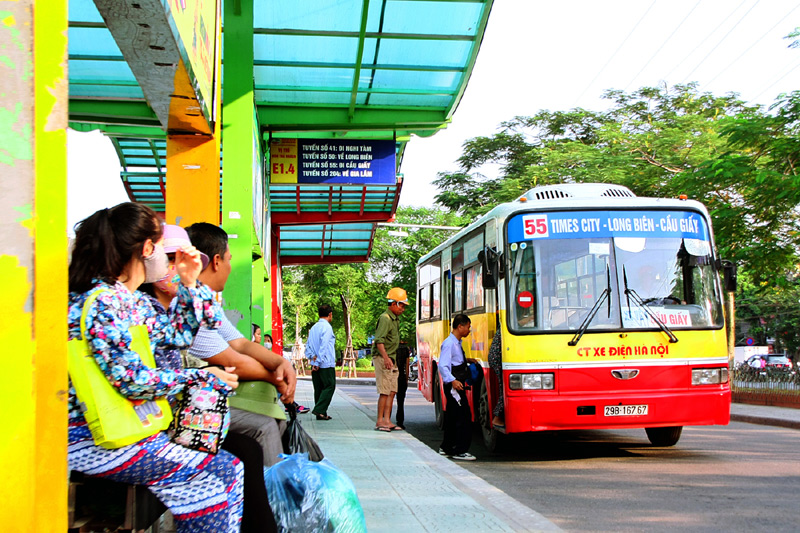 E1.4
TUYẾN SỐ 41: ĐI NGHI TÀM
TUYẾN SỐ 50: VỀ LONG BIÊN
TUYẾN SỐ 55: ĐI CẦU GIẤY
TUYẾN SỐ 204: VỀ GIA LÂM
55 TIMES CITY - LONG BIÊN - CẦU GIẤY
CẦU GIẤY
CT XE ĐIỆN HÀ NỘI
29B-167 67